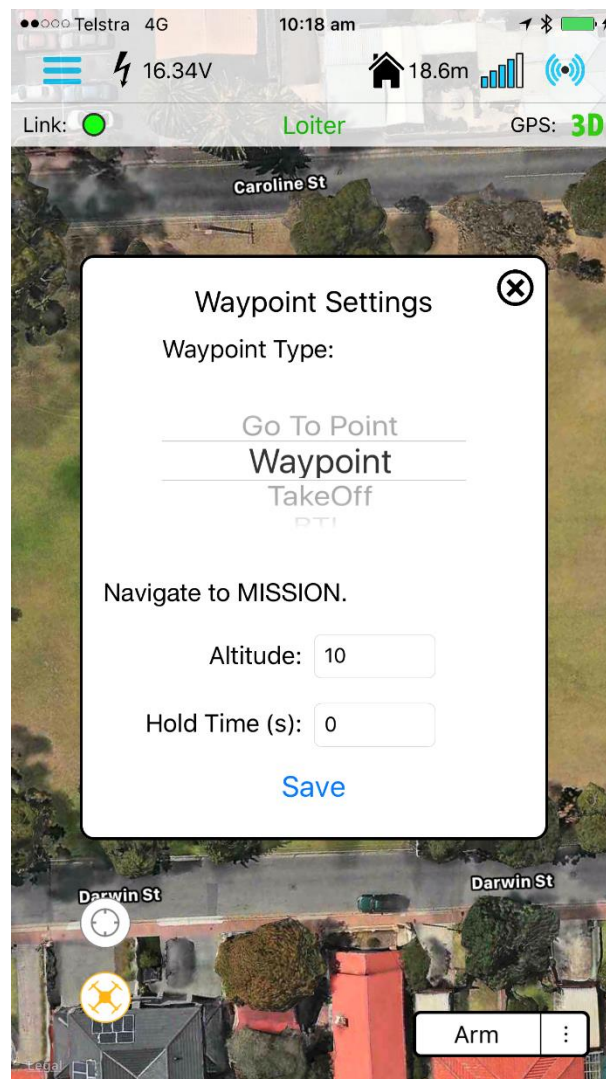 Telstra 4G 10:18 am
16.34V 18.6m
Link: Loiter GPS: 3D
Caroline St
Waypoint Settings
Waypoint Type:
Go To Point
Waypoint
TakeOff
RTL
Navigate to MISSION.
Altitude: 10
Hold Time (s): 0
Save
Darwin St
Darwin St
Arm
Legal